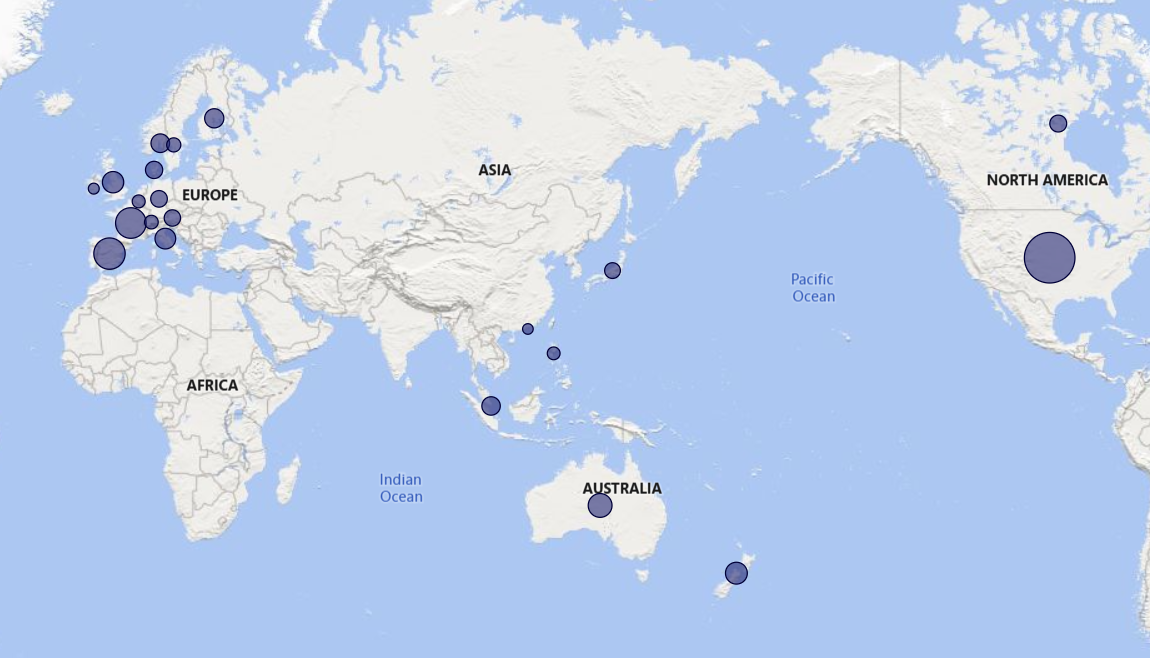 ASIA
EUROPE
NORTH AMERICA
Pacific
Ocean
AFRICA
Indian
Ocean
AUSTRALIA